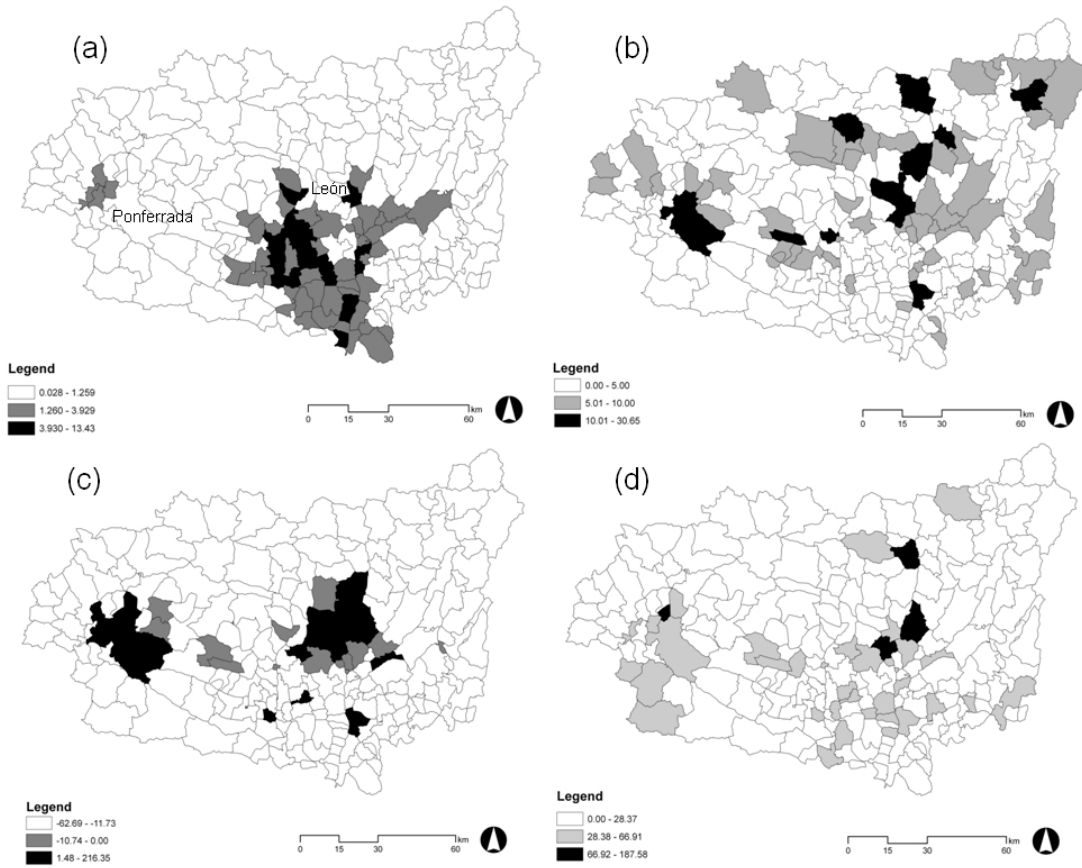 (a)
León
Ponferrada
Legend
0.028 - 1.259
1.260 - 3.929
3.930 - 13.43
0 15 30 60 km
(b)
Legend
0.00 - 5.00
5.01 - 10.00
10.01 - 30.65
0 15 30 60 km
(c)
Legend
-62.69 - -11.73
-10.74 - 0.00
1.48 - 216.35
0 15 30 60 km
(d)
Legend
0.00 - 28.37
28.38 - 66.91
66.92 - 187.58
0 15 30 60 km